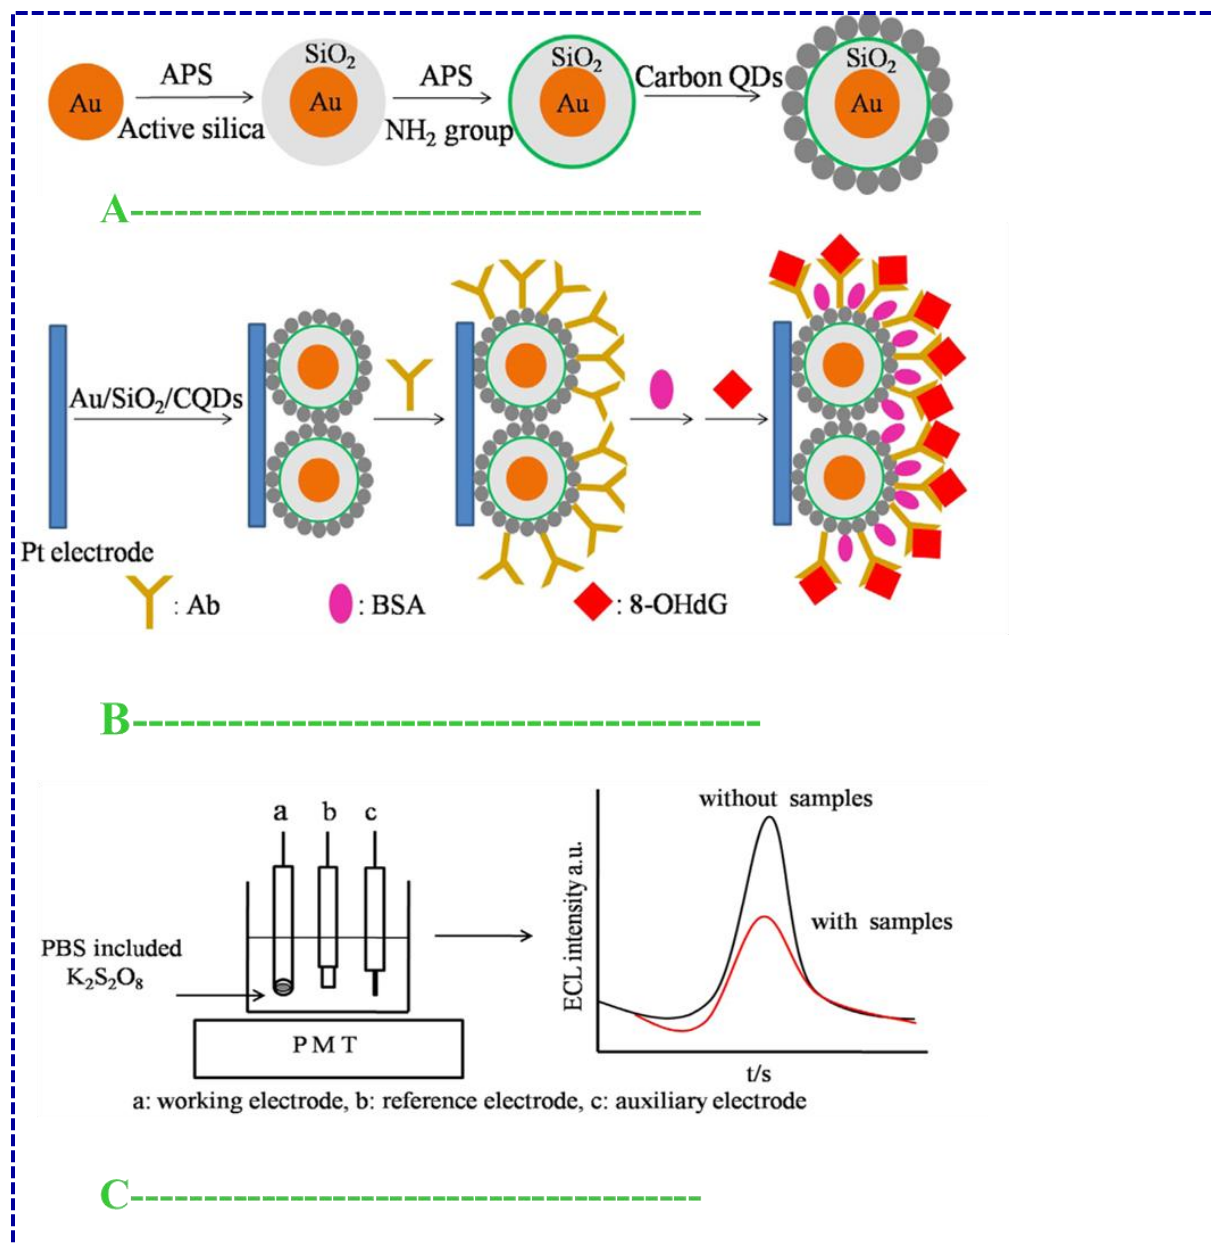 Au
APS
Active silica
SiO₂
Au
APS
NH₂ group
SiO₂
Au
Carbon QDs
SiO₂
Au
A
Au/SiO₂/CQDs
Pt electrode
: Ab
: BSA
: 8-OHdG
B
a b c
PBS included
K₂S₂O₈
PMT
without samples
with samples
ECL intensity a.u.
t/s
a: working electrode, b: reference electrode, c: auxiliary electrode
C